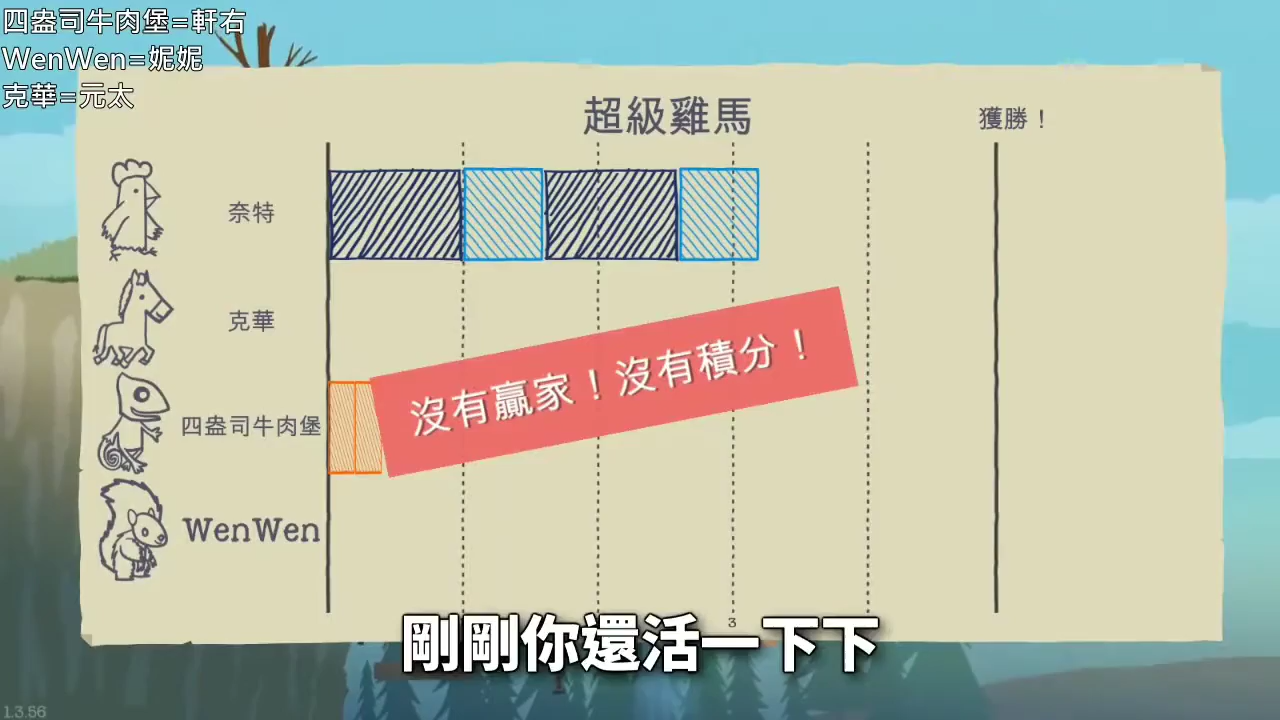 四盎司牛肉堡=軒右
WenWen=妮妮
克華=元太
超級雞馬
獲勝！
奈特
克華
四盎司牛肉堡
WenWen
沒有贏家！沒有積分！
3
剛剛你還活一下下
1.3.56